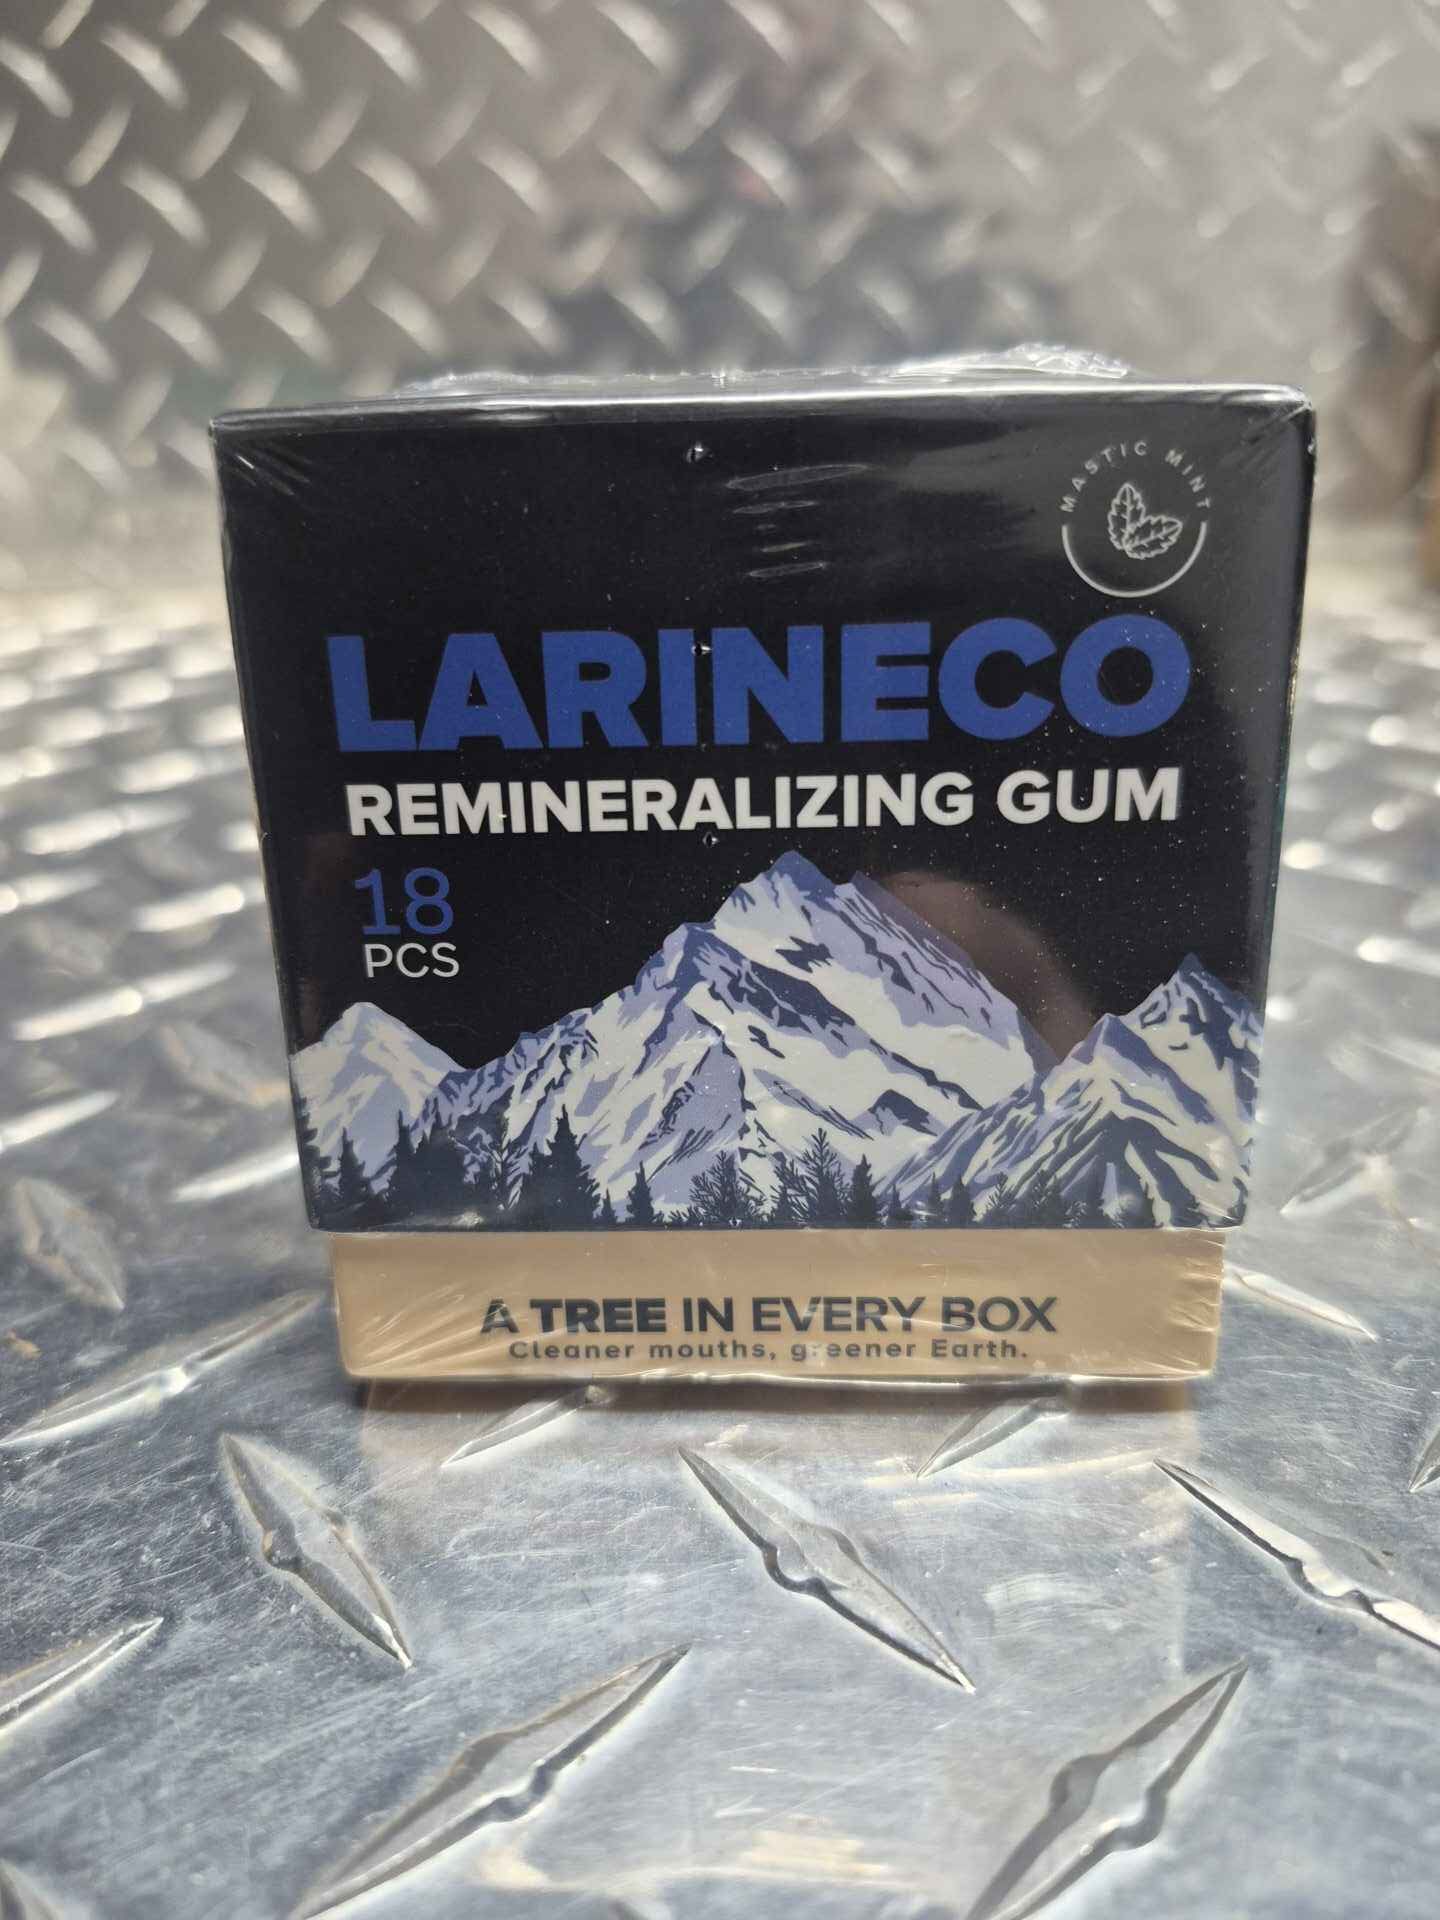 MASTIC MINT
LARINECO
REMINERALIZING GUM
18
PCS
A TREE IN EVERY BOX
Cleaner mouths, greener Earth.